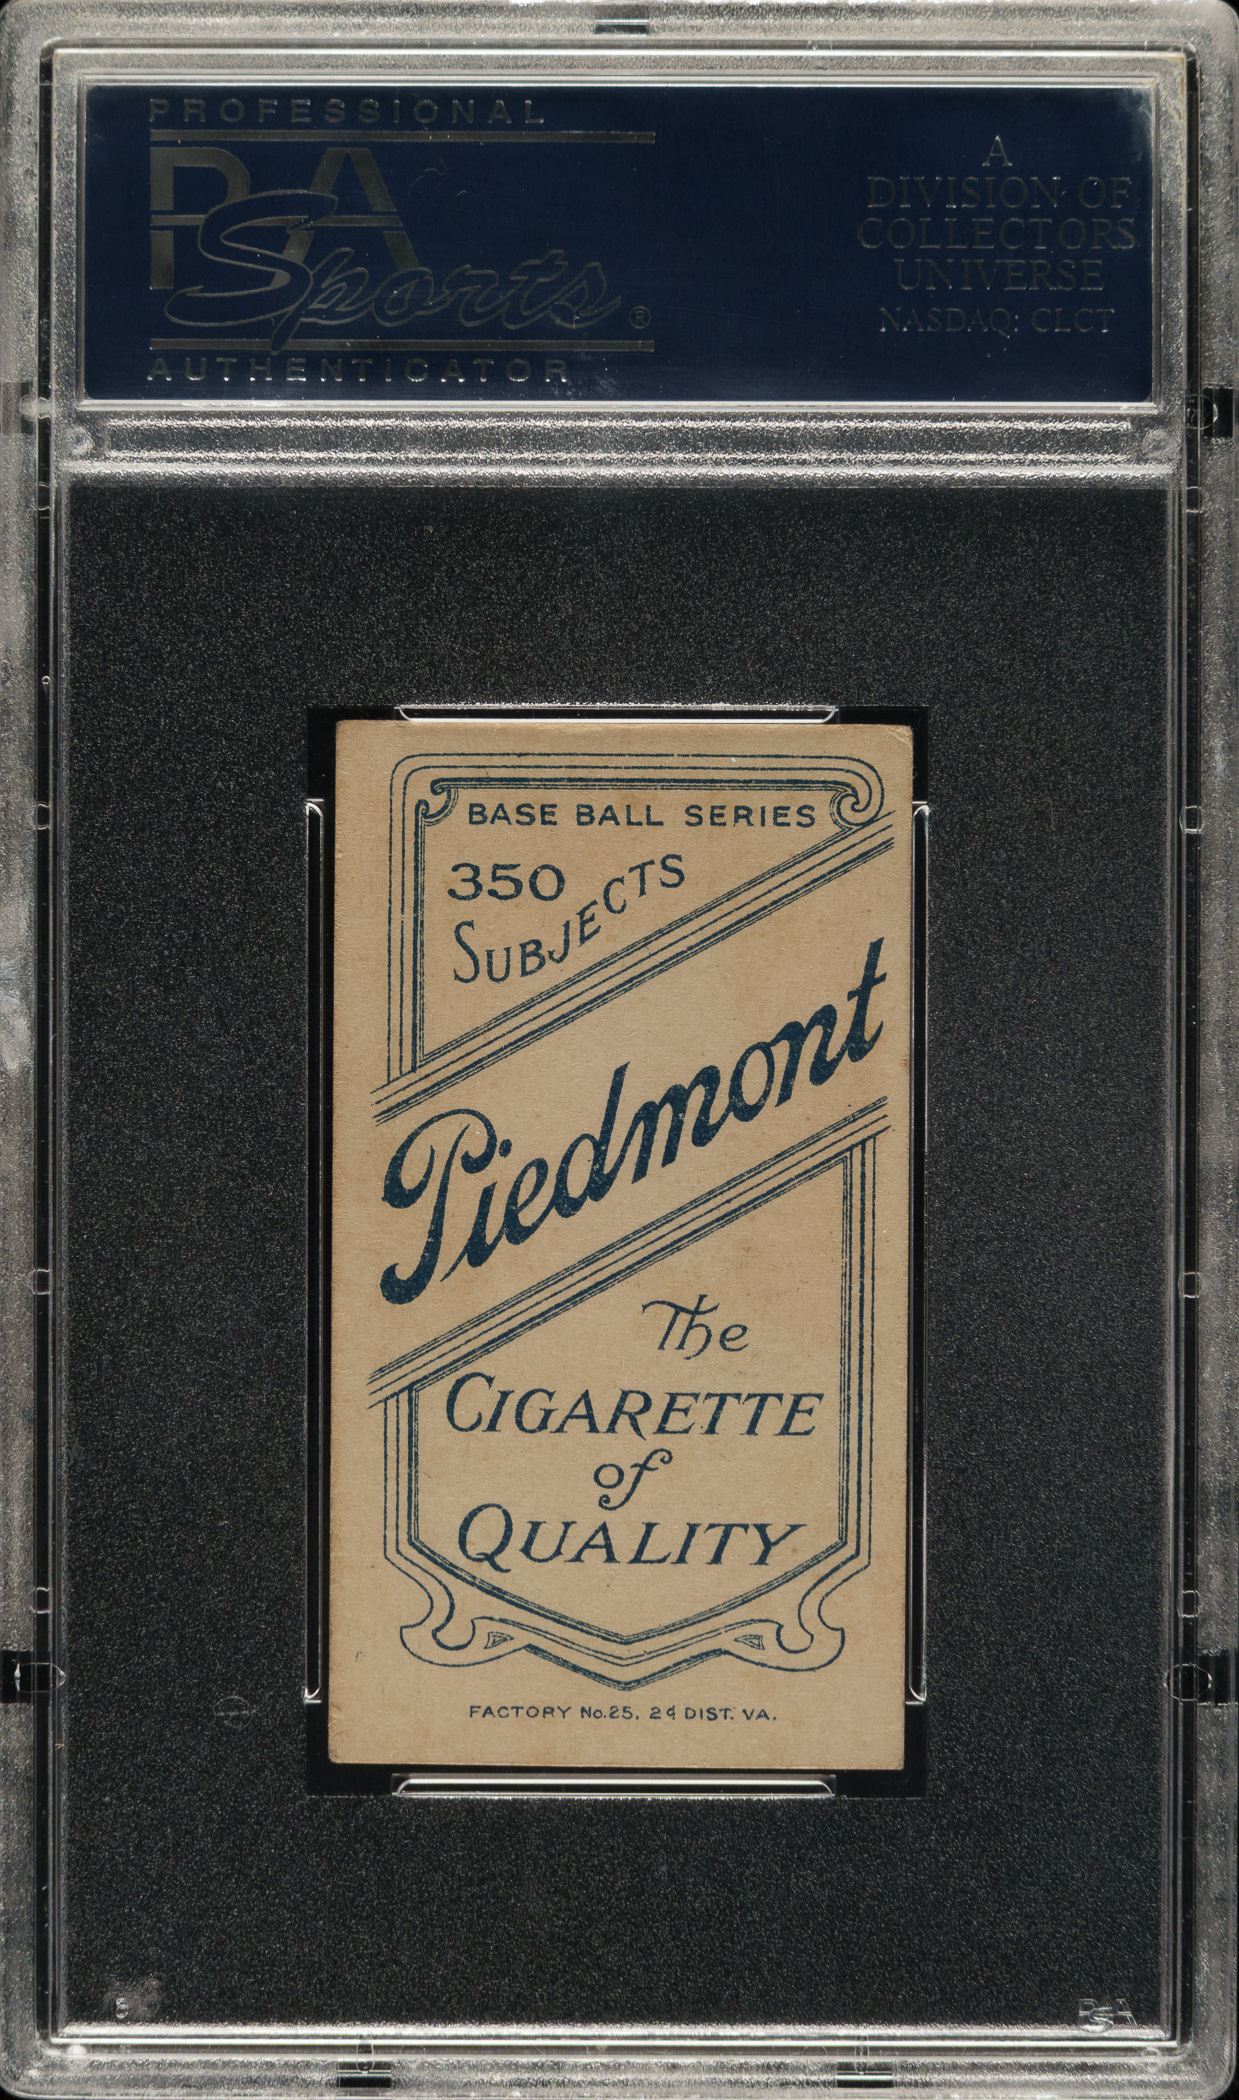 PROFESSIONAL
PSA
Sports®
AUTHENTICATOR
A
DIVISION OF
COLLECTORS
UNIVERSE
NASDAQ: CLCT
BASE BALL SERIES
350
SUBJECTS
Piedmont
The
CIGARETTE
of
QUALITY
FACTORY No. 25, 2d DIST. VA.
PSA